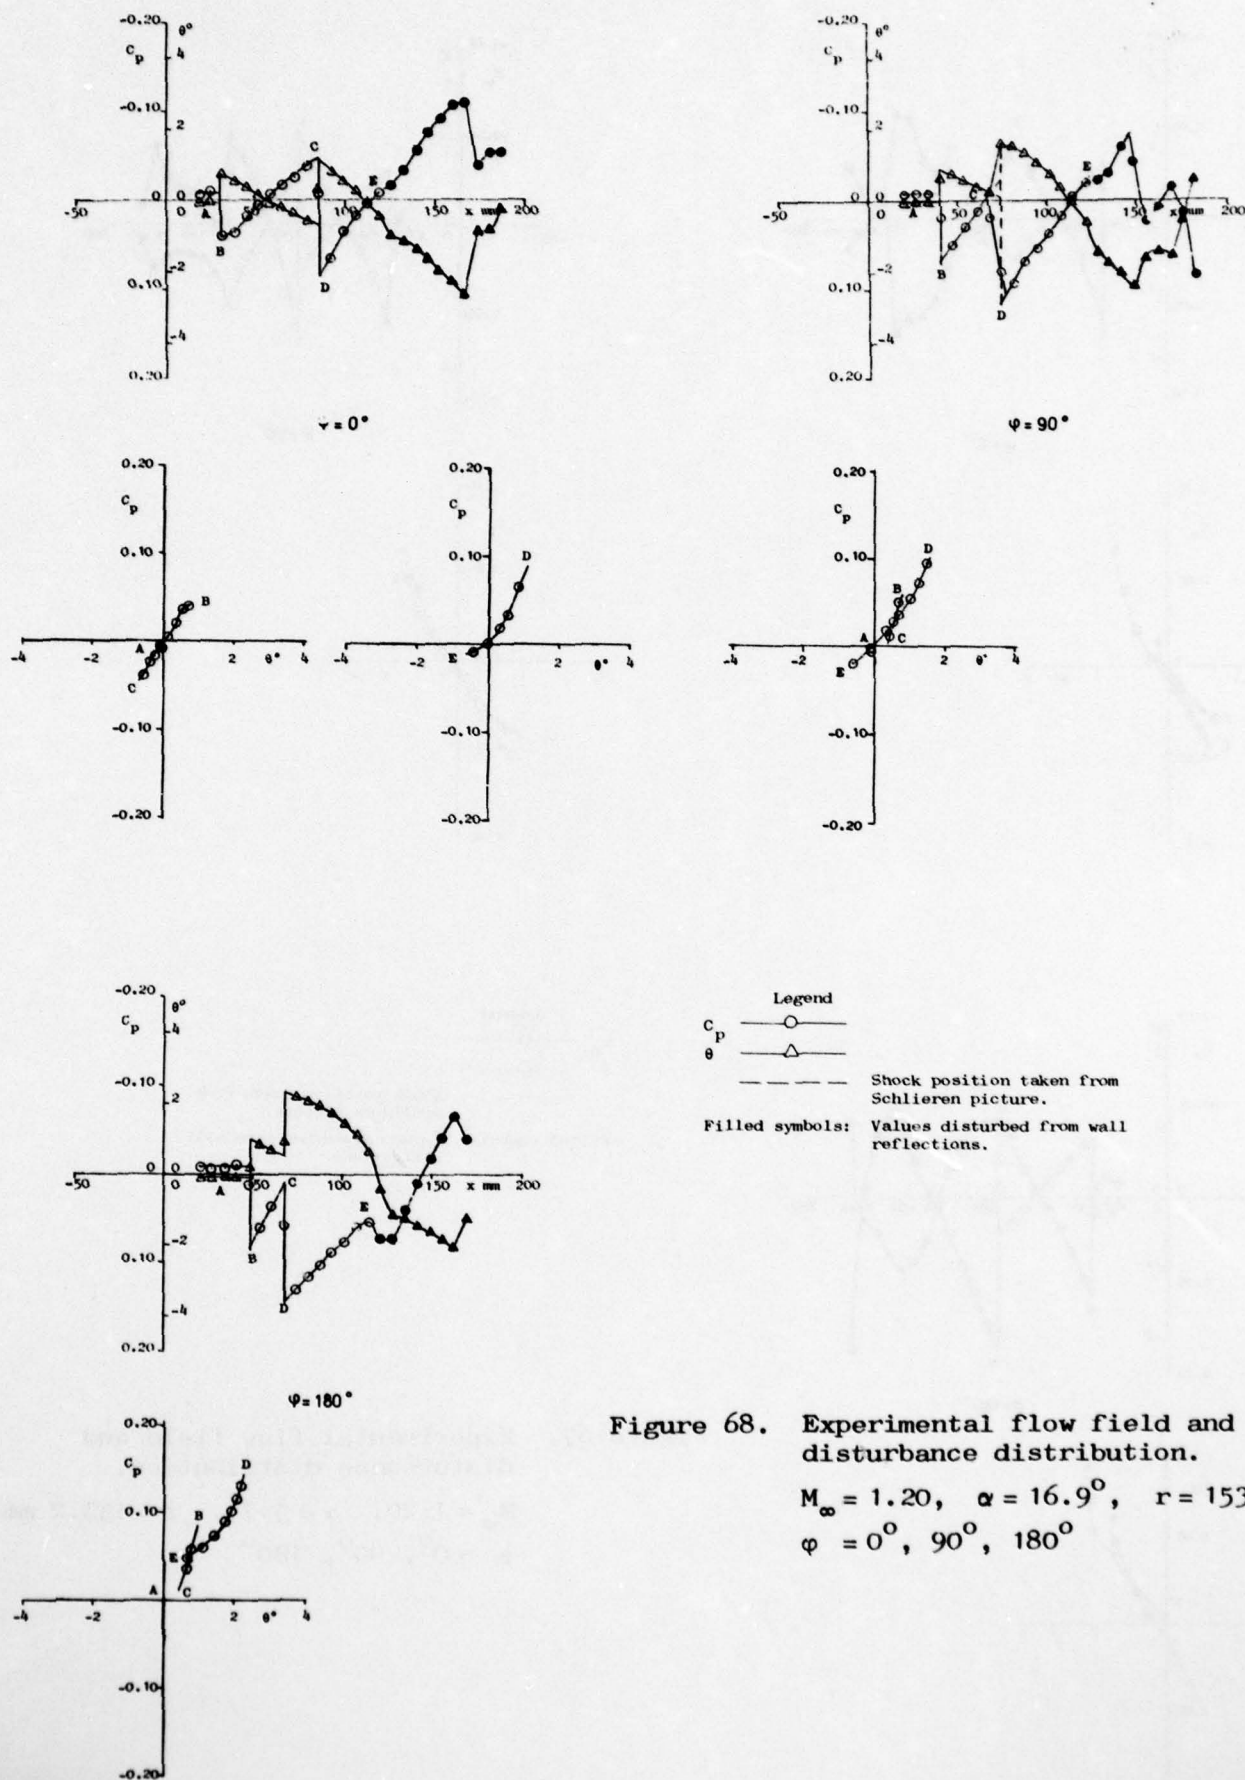 -0.20 θ°
C_p 4
-0.10
2
C
E
0 0
-50 0 A 50 100 150 x mm 200
B
-2
0.10 D
-4
0.20
φ = 0°
-0.20 θ°
C_p 4
-0.10
2
E
0 0
C
-50 0 A 50 100 150 x mm 200
B
-2
0.10
D
-4
0.20
φ = 90°
0.20
C_p
0.10
B
A
-4 -2 2 θ° 4
C
-0.10
-0.20
0.20
C_p
0.10 D
-4 -2 2 θ° 4
E
-0.10
-0.20
0.20
C_p
0.10 D
B
A C
-4 -2 2 θ° 4
E
-0.10
-0.20
-0.20 θ°
C_p 4
-0.10
2
0 0
-50 0 A 50 C 100 150 x mm 200
E
-2
0.10 B
D
-4
0.20
φ = 180°
0.20
C_p D
0.10 B
E
A C
-4 -2 2 θ° 4
-0.10
-0.20
Legend
C_p
θ
Shock position taken from
Schlieren picture.
Filled symbols: Values disturbed from wall
reflections.
Figure 68. Experimental flow field and
disturbance distribution.
M∞ = 1.20, α = 16.9°, r = 153
φ = 0°, 90°, 180°